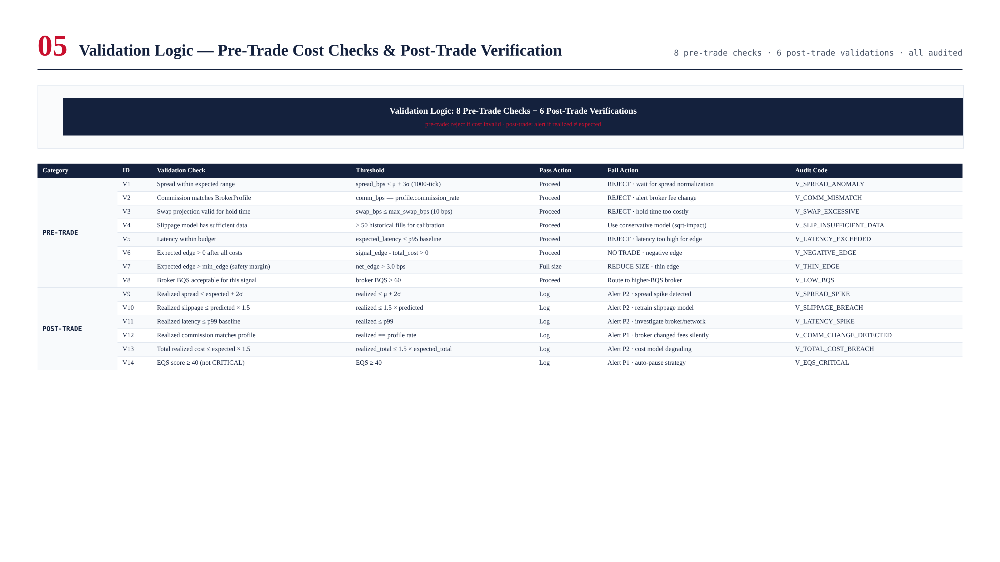 05 Validation Logic — Pre-Trade Cost Checks & Post-Trade Verification 8 pre-trade checks · 6 post-trade validations · all audited
Validation Logic: 8 Pre-Trade Checks + 6 Post-Trade Verifications
pre-trade: reject if cost invalid · post-trade: alert if realized ≠ expected
Category ID Validation Check Threshold Pass Action Fail Action Audit Code
PRE-TRADE
V1 Spread within expected range spread_bps ≤ μ + 3σ (1000-tick) Proceed REJECT · wait for spread normalization V_SPREAD_ANOMALY
V2 Commission matches BrokerProfile comm_bps == profile.commission_rate Proceed REJECT · alert broker fee change V_COMM_MISMATCH
V3 Swap projection valid for hold time swap_bps ≤ max_swap_bps (10 bps) Proceed REJECT · hold time too costly V_SWAP_EXCESSIVE
V4 Slippage model has sufficient data ≥ 50 historical fills for calibration Proceed Use conservative model (sqrt-impact) V_SLIP_INSUFFICIENT_DATA
V5 Latency within budget expected_latency ≤ p95 baseline Proceed REJECT · latency too high for edge V_LATENCY_EXCEEDED
V6 Expected edge > 0 after all costs signal_edge - total_cost > 0 Proceed NO TRADE · negative edge V_NEGATIVE_EDGE
V7 Expected edge > min_edge (safety margin) net_edge > 3.0 bps Full size REDUCE SIZE · thin edge V_THIN_EDGE
V8 Broker BQS acceptable for this signal broker BQS ≥ 60 Proceed Route to higher-BQS broker V_LOW_BQS
POST-TRADE
V9 Realized spread ≤ expected + 2σ realized ≤ μ + 2σ Log Alert P2 · spread spike detected V_SPREAD_SPIKE
V10 Realized slippage ≤ predicted × 1.5 realized ≤ 1.5 × predicted Log Alert P2 · retrain slippage model V_SLIPPAGE_BREACH
V11 Realized latency ≤ p99 baseline realized ≤ p99 Log Alert P2 · investigate broker/network V_LATENCY_SPIKE
V12 Realized commission matches profile realized == profile rate Log Alert P1 · broker changed fees silently V_COMM_CHANGE_DETECTED
V13 Total realized cost ≤ expected × 1.5 realized_total ≤ 1.5 × expected_total Log Alert P2 · cost model degrading V_TOTAL_COST_BREACH
V14 EQS score ≥ 40 (not CRITICAL) EQS ≥ 40 Log Alert P1 · auto-pause strategy V_EQS_CRITICAL